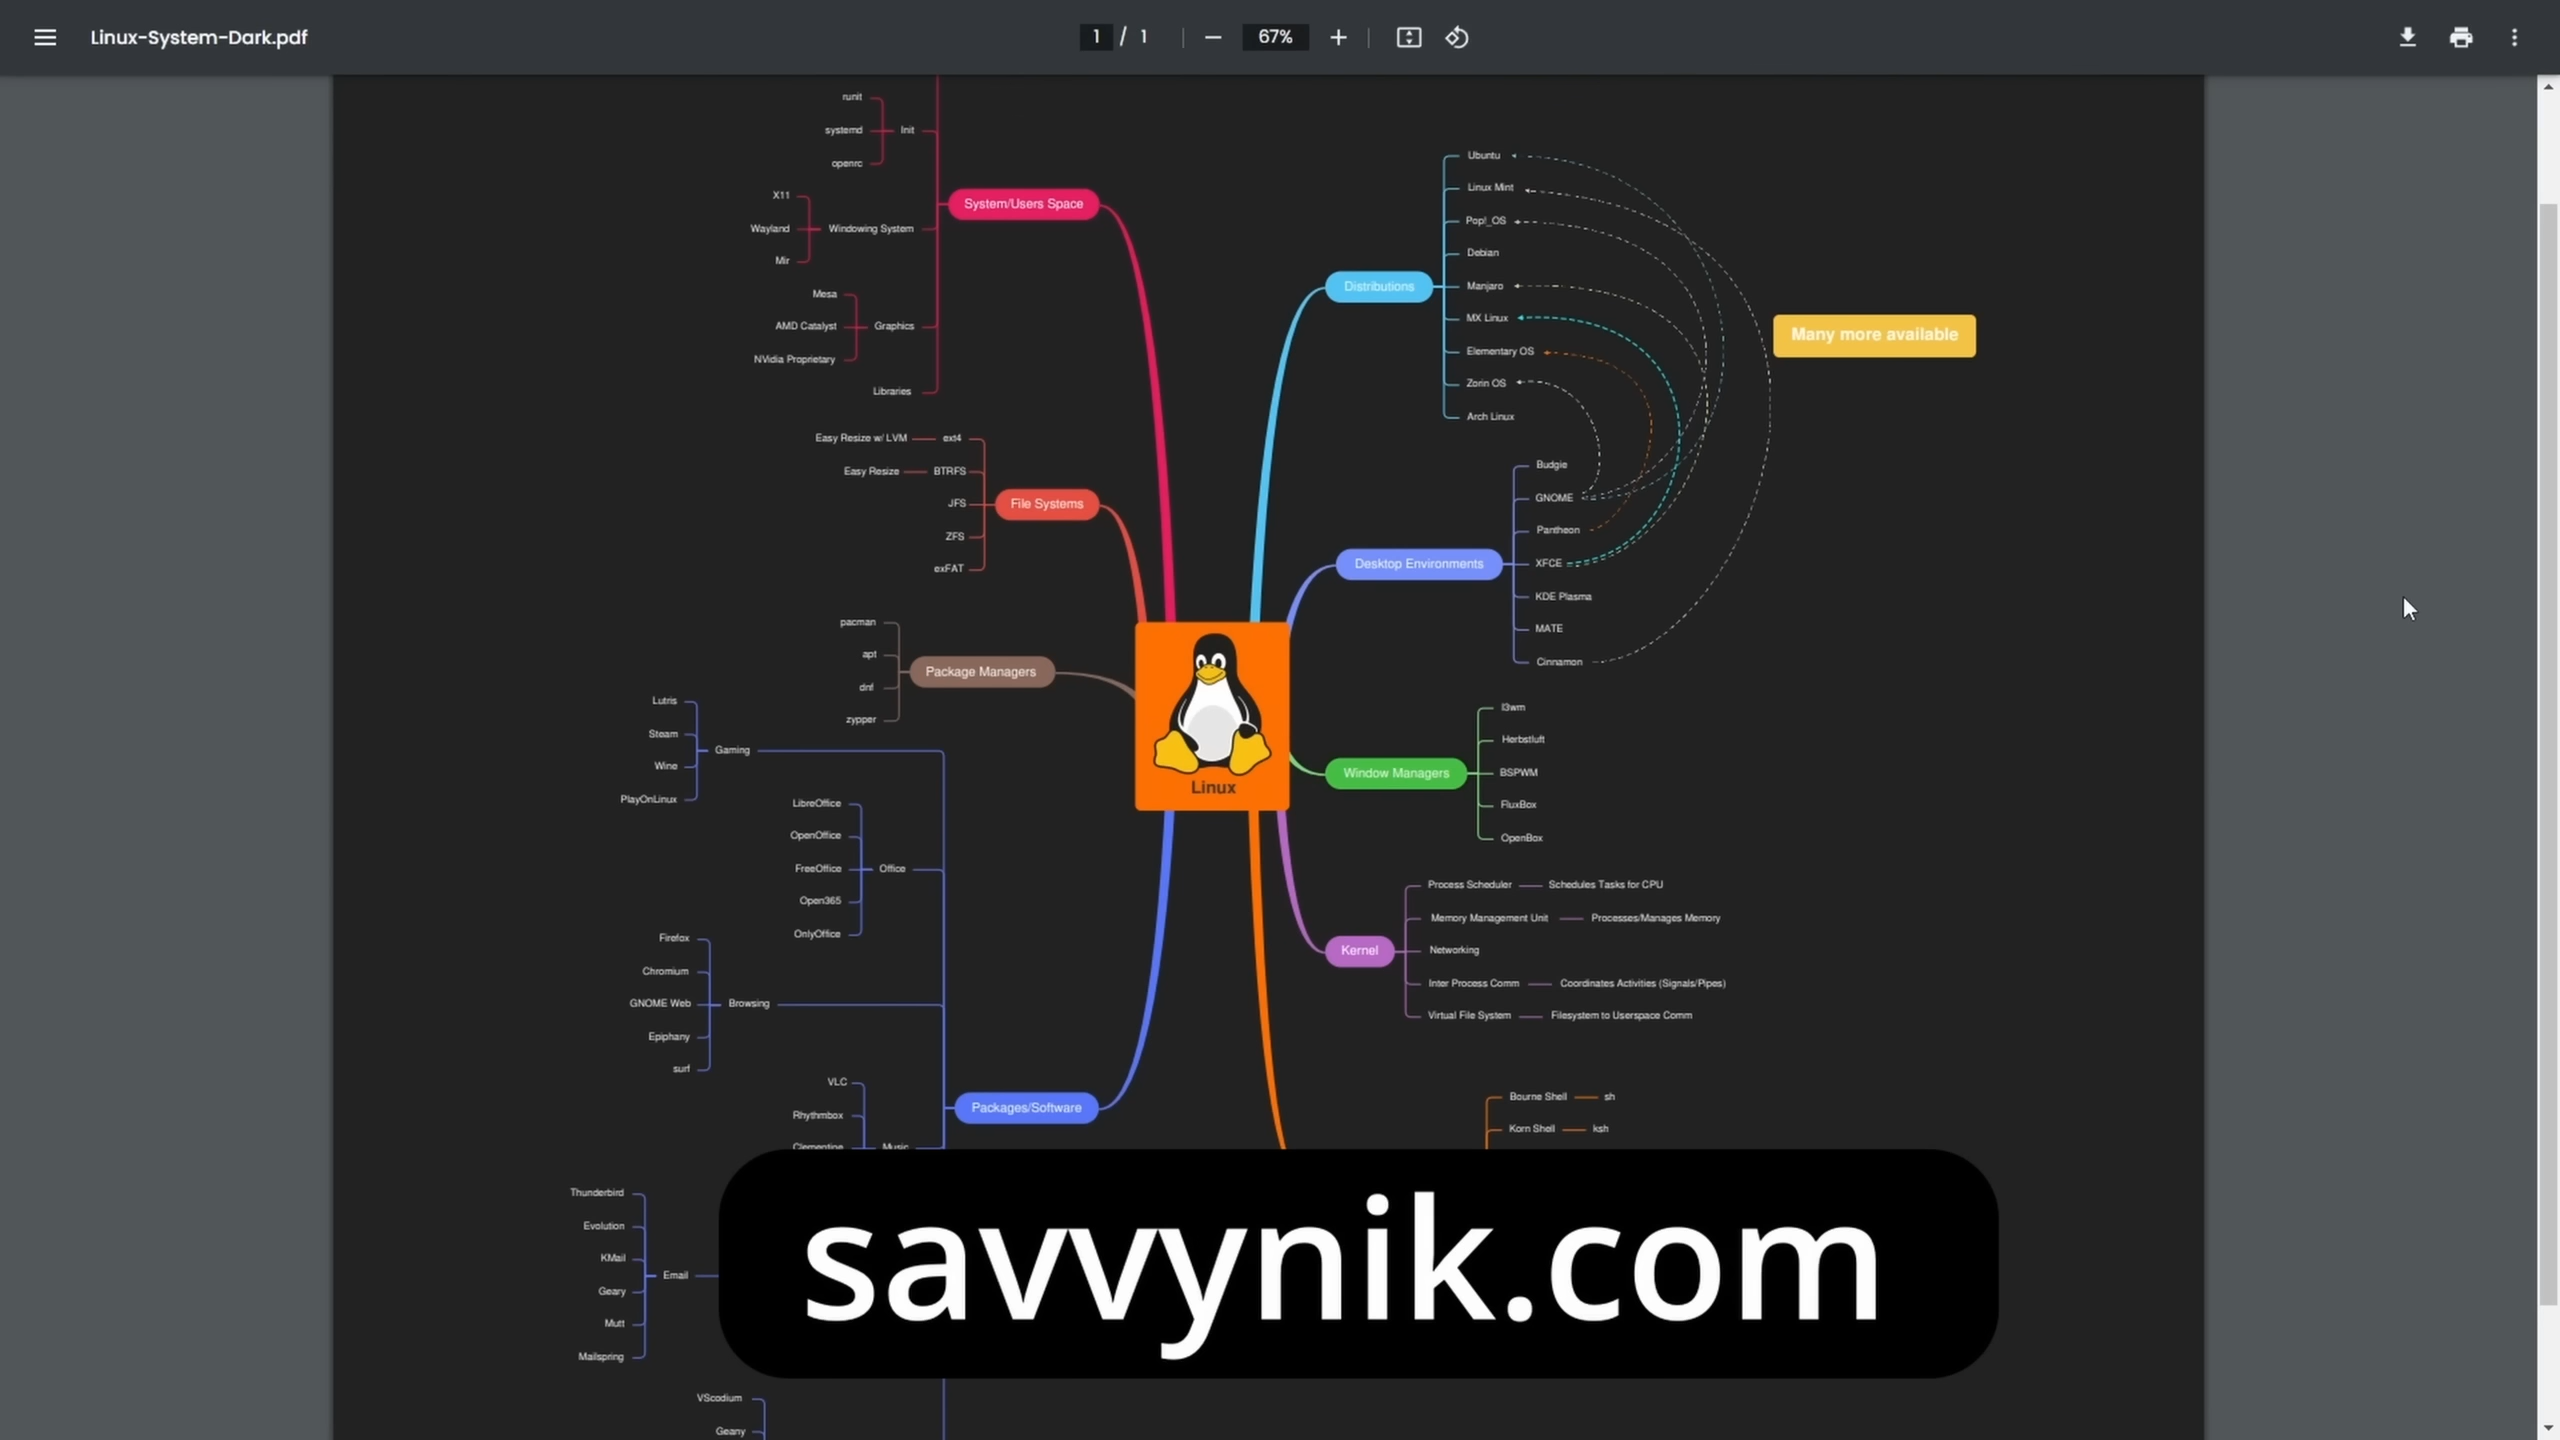 Linux-System-Dark.pdf
1 / 1
67%
runit
systemd
openrc
Init
X11
Wayland
Mir
Windowing System
Mesa
AMD Catalyst
NVidia Proprietary
Graphics
Libraries
System/Users Space
Easy Resize w/ LVM
ext4
Easy Resize
BTRFS
JFS
ZFS
exFAT
File Systems
pacman
apt
dnf
zypper
Package Managers
Lutris
Steam
Wine
PlayOnLinux
Gaming
LibreOffice
OpenOffice
FreeOffice
Open365
OnlyOffice
Office
Firefox
Chromium
GNOME Web
Epiphany
surf
Browsing
VLC
Rhythmbox
Clementine
Music
Packages/Software
Thunderbird
Evolution
KMail
Geary
Mutt
Mailspring
Email
VScodium
Geany
Linux
Distributions
Ubuntu
Linux Mint
Pop!_OS
Debian
Manjaro
MX Linux
Elementary OS
Zorin OS
Arch Linux
Many more available
Desktop Environments
Budgie
GNOME
Pantheon
XFCE
KDE Plasma
MATE
Cinnamon
Window Managers
I3wm
Herbstluft
BSPWM
FluxBox
OpenBox
Kernel
Process Scheduler
Schedules Tasks for CPU
Memory Management Unit
Processes/Manages Memory
Networking
Inter Process Comm
Coordinates Activities (Signals/Pipes)
Virtual File System
Filesystem to Userspace Comm
Bourne Shell
sh
Korn Shell
ksh
savvynik.com